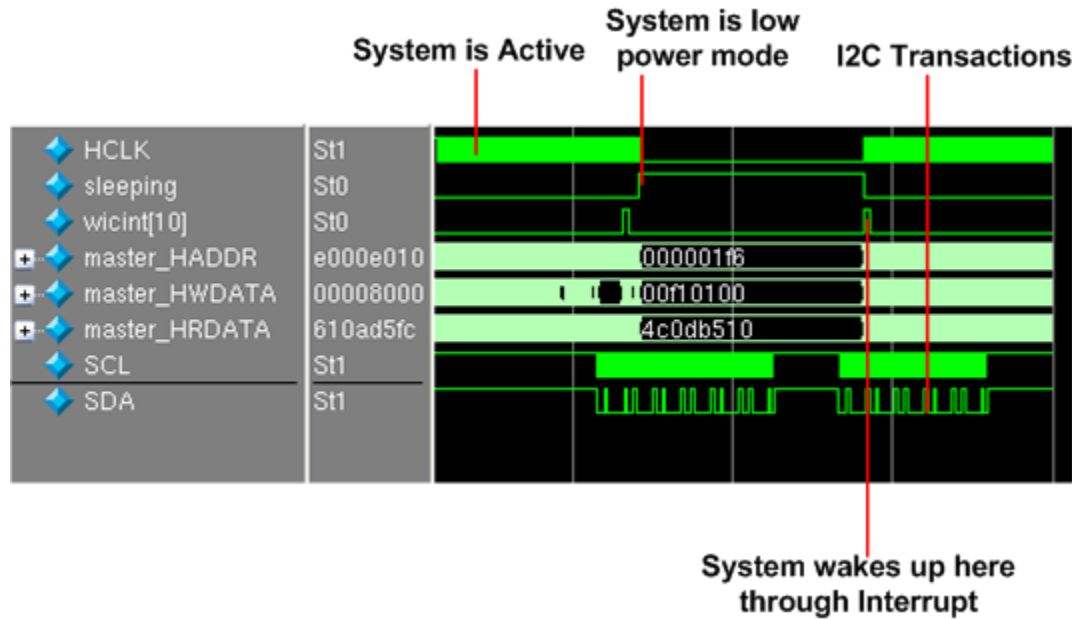 System is Active
System is low
power mode
I2C Transactions
HCLK St1
sleeping St0
wicint[10] St0
master_HADDR e000e010 000001f6
master_HWDATA 00008000 00f10100
master_HRDATA 610ad5fc 4c0db510
SCL St1
SDA St1
System wakes up here
through Interrupt